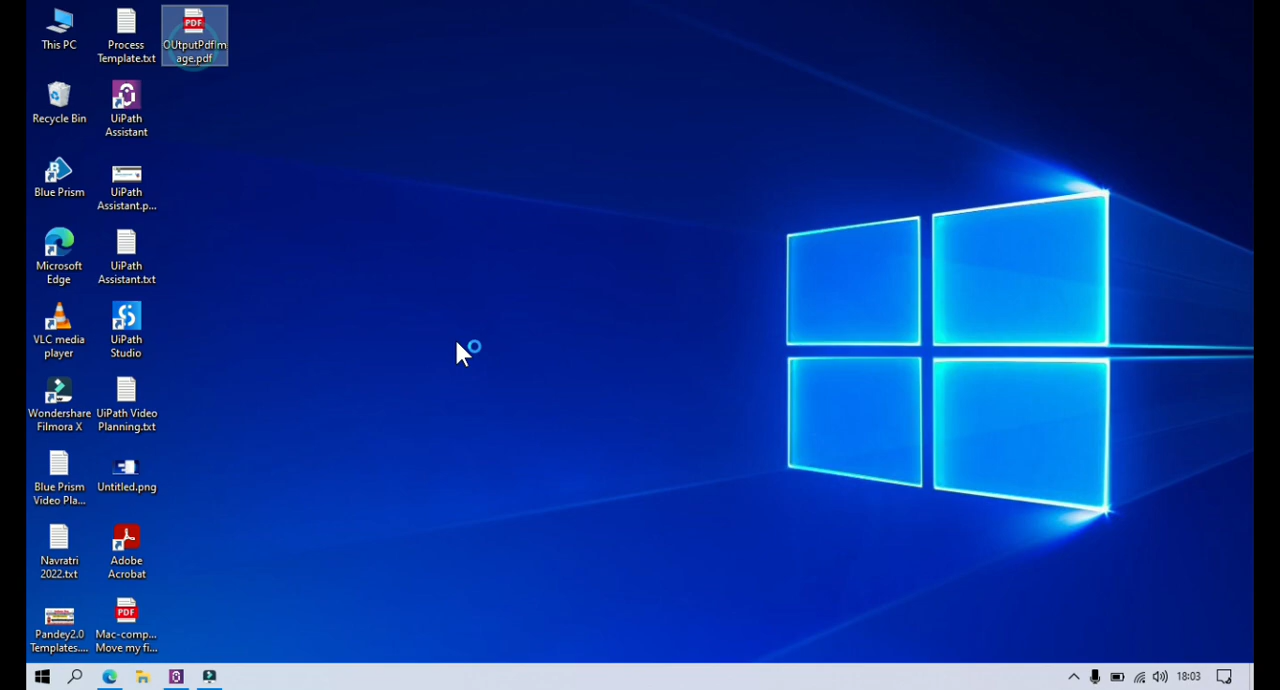 This PC
Process
Template.txt
PDF
OUtputPdfIm
age.pdf
Recycle Bin
UiPath
Assistant
Blue Prism
UiPath
Assistant.p...
Microsoft
Edge
UiPath
Assistant.txt
VLC media
player
UiPath
Studio
Wondershare
Filmora X
UiPath Video
Planning.txt
Blue Prism
Video Pla...
Untitled.png
Navratri
2022.txt
Adobe
Acrobat
Pandey2.0
Templates....
PDF
Mac-comp...
Move my fi...
18:03